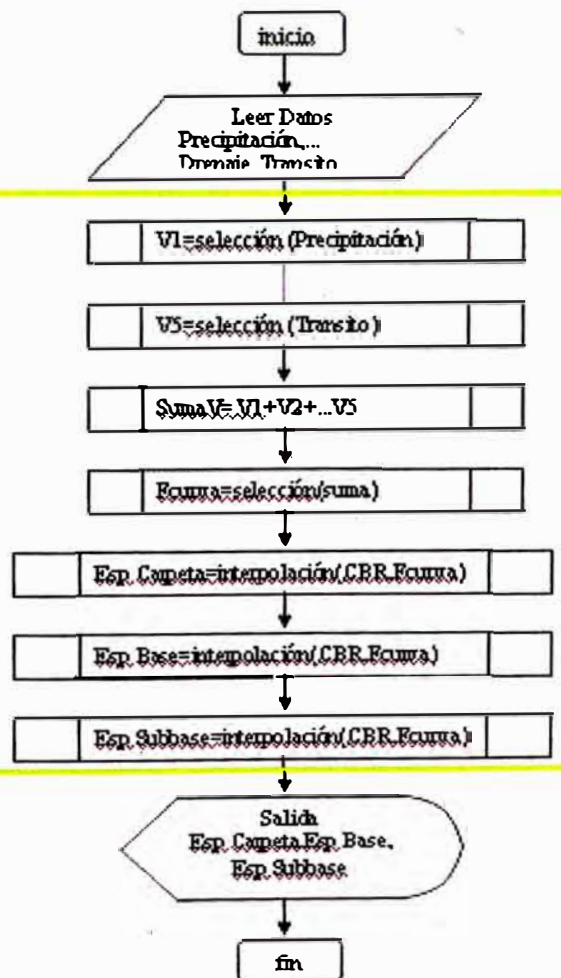 inicio
Leer Datos
Precipitación,...
Drenaje Transito
V1=selección (Precipitación)
V5=selección (Transito)
SumaV= V1+V2+...V5
Fcurva=selección(suma)
Esp. Carpeta=interpolación(CBR,Fcurva)
Esp. Base=interpolación(CBR,Fcurva)
Esp. Subbase=interpolación(CBR,Fcurva)
Salida
Esp. Carpeta,Esp. Base,
Esp. Subbase
fin